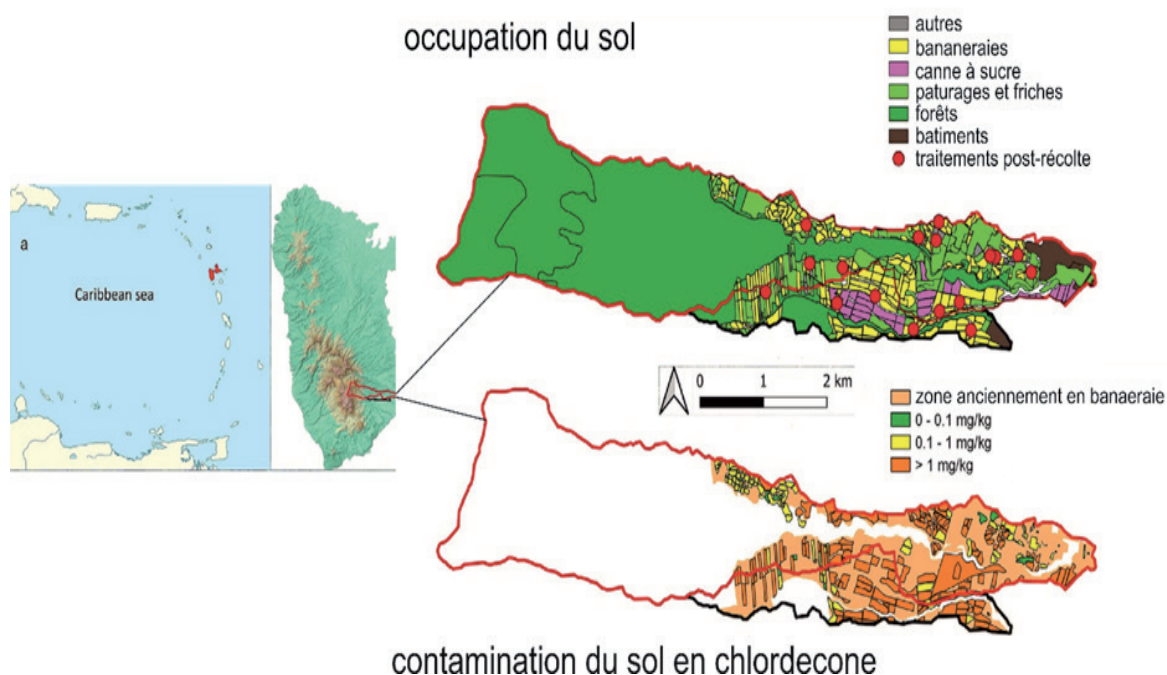 occupation du sol
autres
bananeraies
canne à sucre
paturages et friches
forêts
batiments
traitements post-récolte
a
Caribbean sea
0 1 2 km
zone anciennement en banaeraie
0 - 0.1 mg/kg
0.1 - 1 mg/kg
> 1 mg/kg
contamination du sol en chlordecone